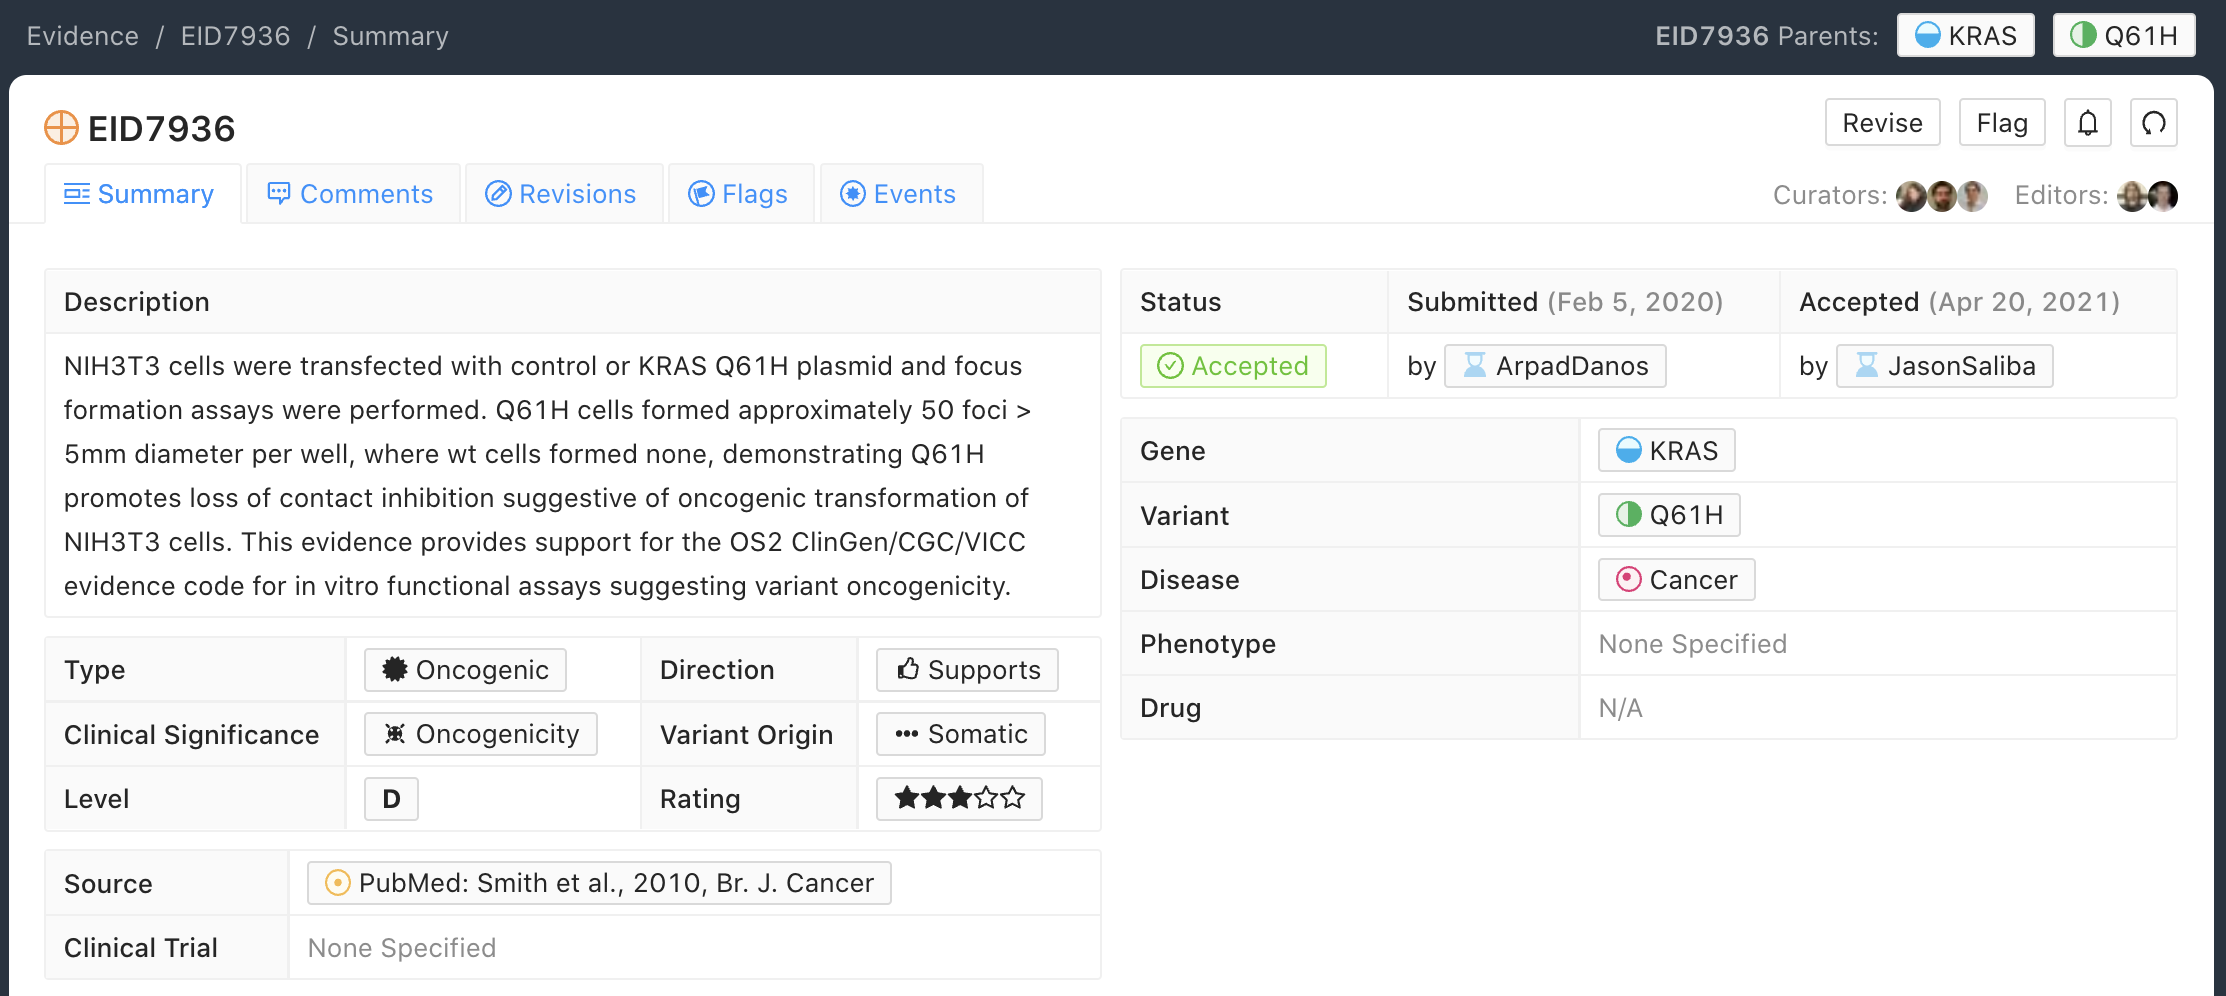 Evidence / EID7936 / Summary
EID7936 Parents: KRAS Q61H
EID7936
Revise Flag
Summary Comments Revisions Flags Events
Curators: Editors:
Description
NIH3T3 cells were transfected with control or KRAS Q61H plasmid and focus
formation assays were performed. Q61H cells formed approximately 50 foci >
5mm diameter per well, where wt cells formed none, demonstrating Q61H
promotes loss of contact inhibition suggestive of oncogenic transformation of
NIH3T3 cells. This evidence provides support for the OS2 ClinGen/CGC/VICC
evidence code for in vitro functional assays suggesting variant oncogenicity.
Type Oncogenic Direction Supports
Clinical Significance Oncogenicity Variant Origin Somatic
Level D Rating
Source PubMed: Smith et al., 2010, Br. J. Cancer
Clinical Trial None Specified
Status Submitted (Feb 5, 2020) Accepted (Apr 20, 2021)
Accepted by ArpadDanos by JasonSaliba
Gene KRAS
Variant Q61H
Disease Cancer
Phenotype None Specified
Drug N/A